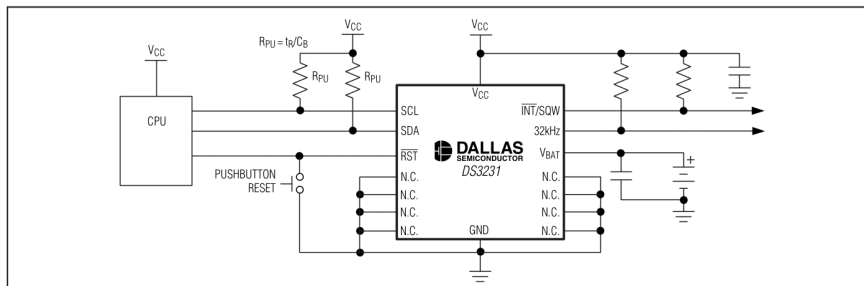 VCC
VCC
RPU = tR/CB
VCC
RPU
RPU
VCC
CPU
SCL
INT/SQW
SDA
32kHz
DALLAS
SEMICONDUCTOR
DS3231
RST
VBAT
+
PUSHBUTTON
RESET
N.C.
N.C.
N.C.
N.C.
N.C.
N.C.
N.C.
N.C.
GND